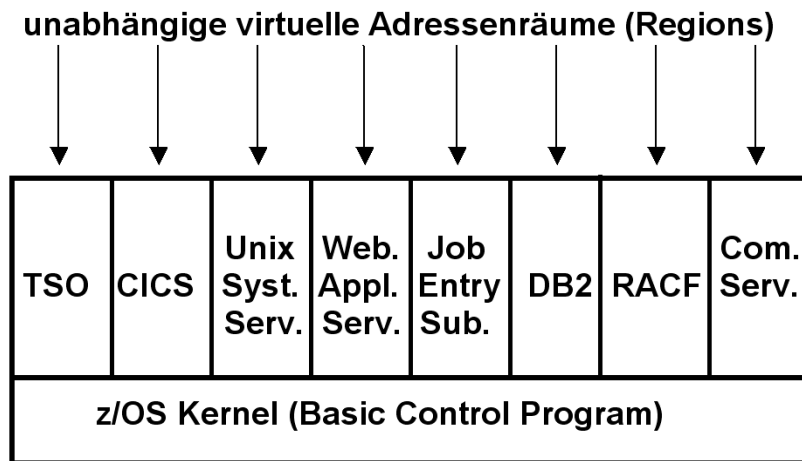 unabhängige virtuelle Adressenräume (Regions)
TSO
CICS
Unix
Syst.
Serv.
Web.
Appl.
Serv.
Job
Entry
Sub.
DB2
RACF
Com.
Serv.
z/OS Kernel (Basic Control Program)